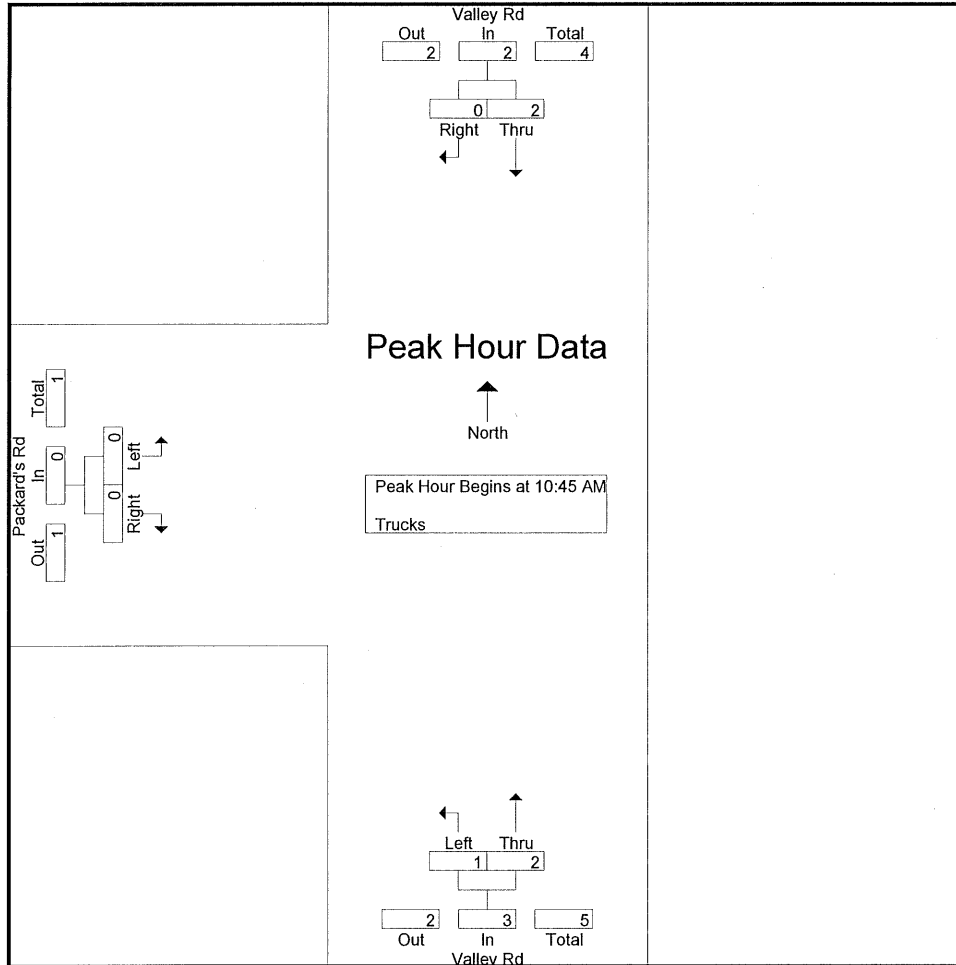 Valley Rd
Out In Total
2 2 4
0 2
Right Thru
Peak Hour Data
North
Peak Hour Begins at 10:45 AM
Trucks
Packard's Rd
Out In Total
1 0 1
0 0
Right Left
Left Thru
1 2
2 3 5
Out In Total
Valley Rd